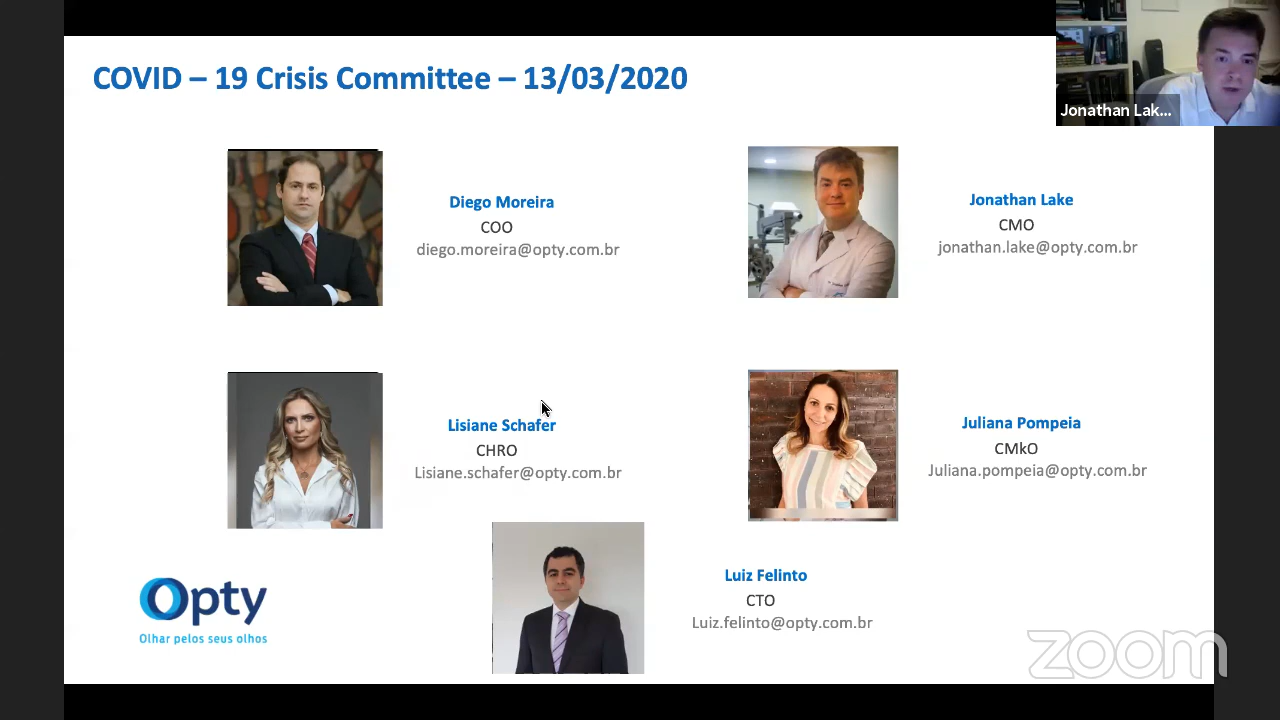 COVID – 19 Crisis Committee – 13/03/2020
Jonathan Lak...
Diego Moreira
COO
diego.moreira@opty.com.br
Jonathan Lake
CMO
jonathan.lake@opty.com.br
Lisiane Schafer
CHRO
Lisiane.schafer@opty.com.br
Juliana Pompeia
CMkO
Juliana.pompeia@opty.com.br
Luiz Felinto
CTO
Luiz.felinto@opty.com.br
Opty
Olhar pelos seus olhos
zoom